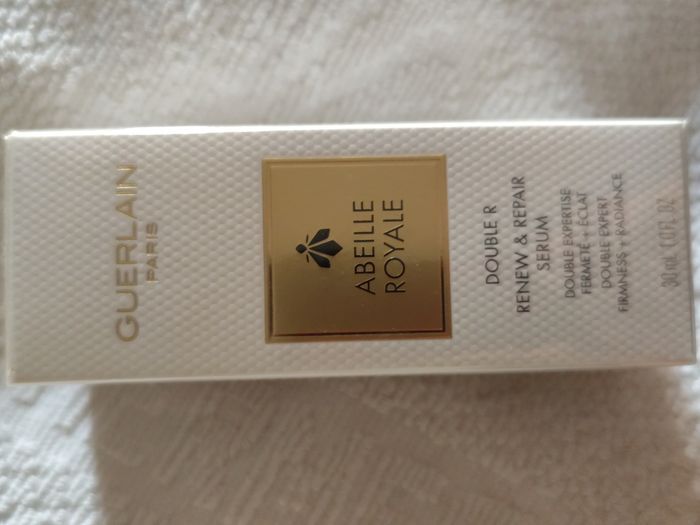 GUERLAIN
PARIS
ABEILLE
ROYALE
DOUBLE R
RENEW & REPAIR
SERUM
DOUBLE EXPERTISE
FERMETÉ + ÉCLAT
DOUBLE EXPERT
FIRMNESS + RADIANCE
30 mL 1.0 FL.OZ